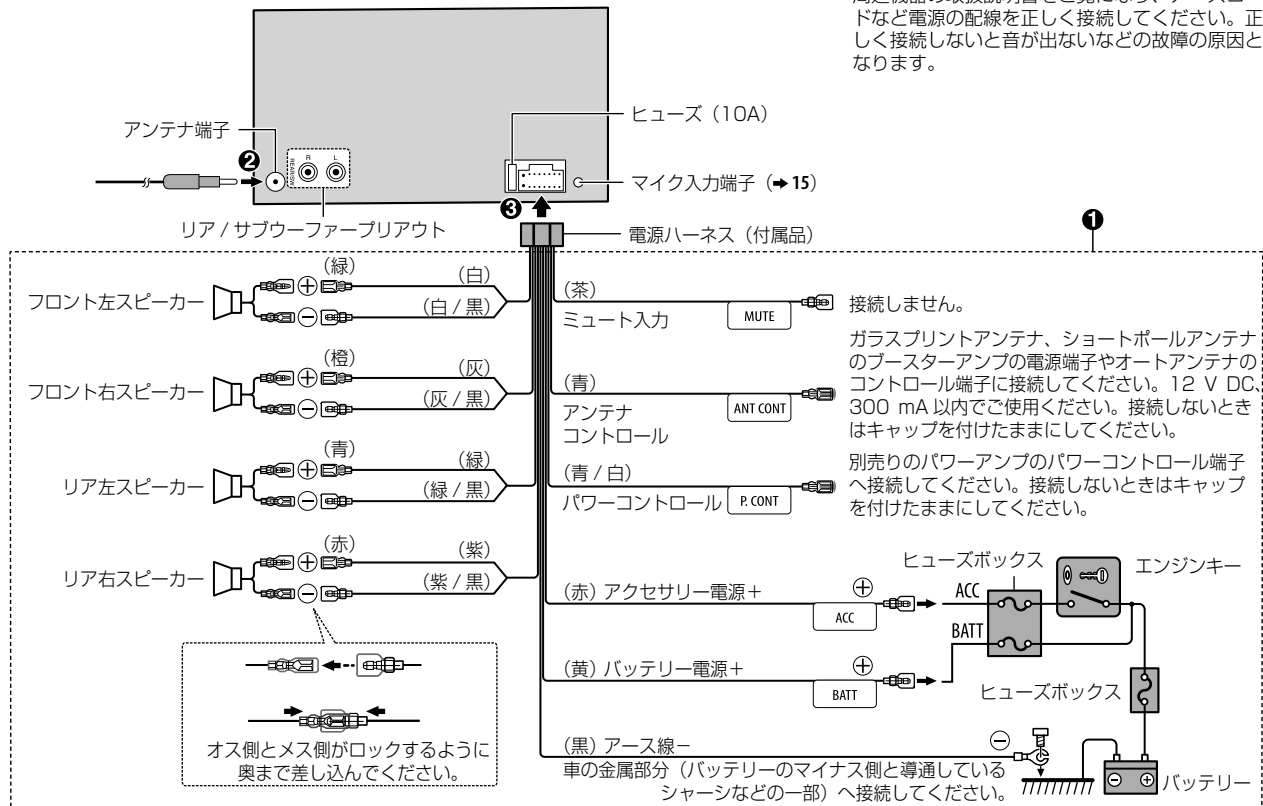 ドなど電源の配線を正しく接続してください。正
しく接続しないと音が出ないなどの故障の原因と
なります。
アンテナ端子
ヒューズ（10A）
❷
REAR/SW
R
L
マイク入力端子（➔ 15）
リア / サブウーファープリアウト
❸
電源ハーネス（付属品）
❶
フロント左スピーカー
（緑）
（白）
（白 / 黒）
フロント右スピーカー
（橙）
（灰）
（灰 / 黒）
リア左スピーカー
（青）
（緑）
（緑 / 黒）
リア右スピーカー
（赤）
（紫）
（紫 / 黒）
オス側とメス側がロックするように
奥まで差し込んでください。
（茶）
ミュート入力
MUTE
接続しません。
（青）
アンテナ
コントロール
ANT CONT
ガラスプリントアンテナ、ショートポールアンテナ
のブースターアンプの電源端子やオートアンテナの
コントロール端子に接続してください。12 V DC、
300 mA 以内でご使用ください。接続しないとき
はキャップを付けたままにしてください。
（青 / 白）
パワーコントロール
P. CONT
別売りのパワーアンプのパワーコントロール端子
へ接続してください。接続しないときはキャップ
を付けたままにしてください。
（赤）アクセサリー電源＋
ACC
ACC
ヒューズボックス
エンジンキー
（黄）バッテリー電源＋
BATT
BATT
ヒューズボックス
（黒）アース線－
車の金属部分（バッテリーのマイナス側と導通している
シャーシなどの一部）へ接続してください。
バッテリー